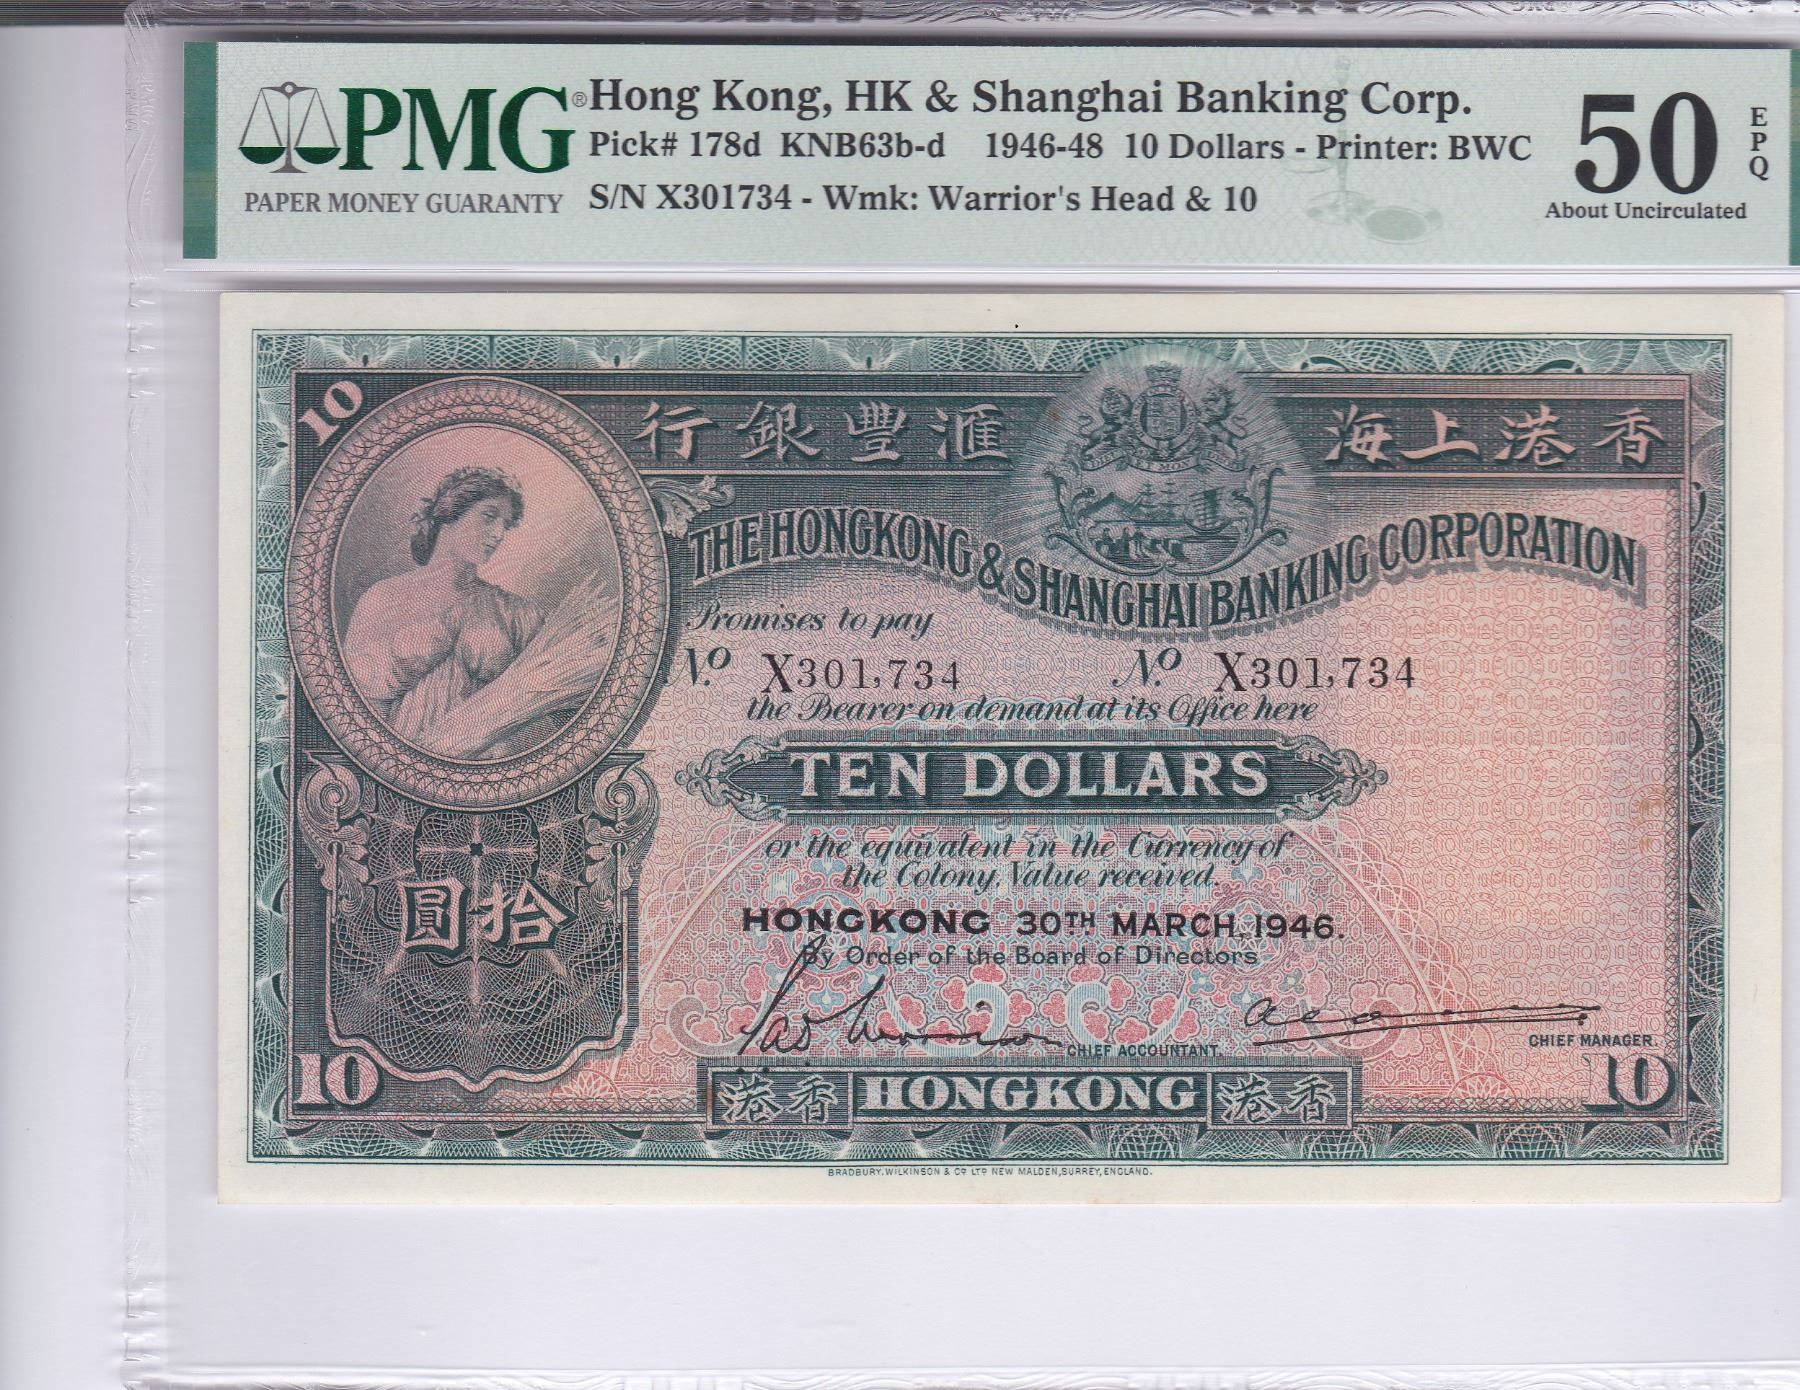 PMG®
PAPER MONEY GUARANTY
Hong Kong, HK & Shanghai Banking Corp.
Pick# 178d KNB63b-d 1946-48 10 Dollars - Printer: BWC
S/N X301734 - Wmk: Warrior's Head & 10
50
EPQ
About Uncirculated
10
行銀豐滙 海上港香
THE HONGKONG & SHANGHAI BANKING CORPORATION
Promises to pay
No. X301,734 No. X301,734
the Bearer on demand at its Office here
TEN DOLLARS
or the equivalent in the Currency of
the Colony, Value received.
圓拾
HONGKONG 30TH MARCH, 1946.
By Order of the Board of Directors
CHIEF ACCOUNTANT.
CHIEF MANAGER.
10 10
港香 HONGKONG 港香
BRADBURY, WILKINSON & Co LTD NEW MALDEN, SURREY, ENGLAND.